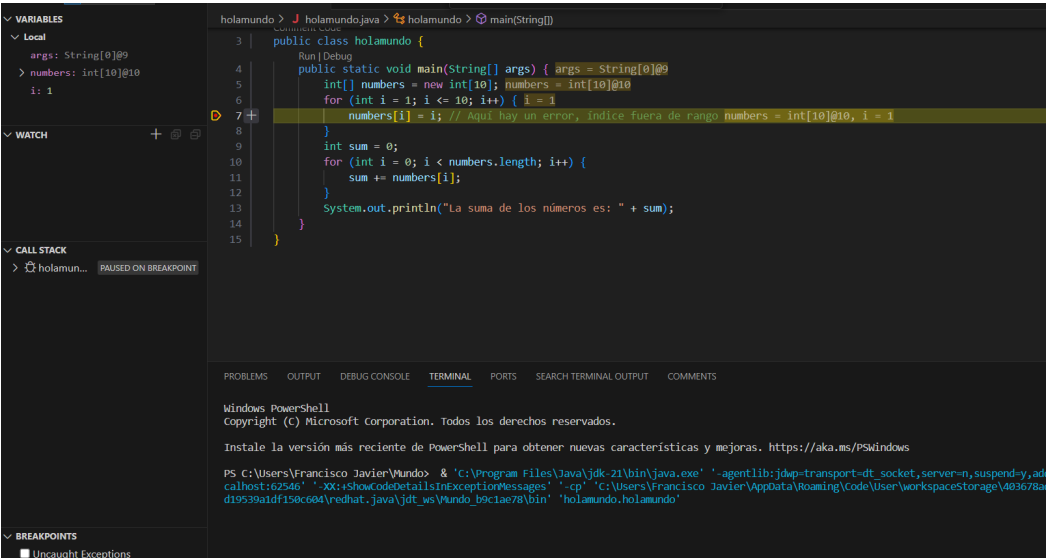 VARIABLES
Local
args: String[0]@9
numbers: int[10]@10
i: 1
WATCH
CALL STACK
holamun... PAUSED ON BREAKPOINT
BREAKPOINTS
Uncaught Exceptions
holamundo > J holamundo.java > holamundo > main(String[])
Comment Code
3 public class holamundo {
Run | Debug
4 public static void main(String[] args) { args = String[0]@9
5 int[] numbers = new int[10]; numbers = int[10]@10
6 for (int i = 1; i <= 10; i++) { i = 1
7 numbers[i] = i; // Aquí hay un error, índice fuera de rango numbers = int[10]@10, i = 1
8 }
9 int sum = 0;
10 for (int i = 0; i < numbers.length; i++) {
11 sum += numbers[i];
12 }
13 System.out.println("La suma de los números es: " + sum);
14 }
15 }
PROBLEMS OUTPUT DEBUG CONSOLE TERMINAL PORTS SEARCH TERMINAL OUTPUT COMMENTS
Windows PowerShell
Copyright (C) Microsoft Corporation. Todos los derechos reservados.
Instale la versión más reciente de PowerShell para obtener nuevas características y mejoras. https://aka.ms/PSWindows
PS C:\Users\Francisco Javier\Mundo> & 'C:\Program Files\Java\jdk-21\bin\java.exe' '-agentlib:jdwp=transport=dt_socket,server=n,suspend=y,ad
calhost:62546' '-XX:+ShowCodeDetailsInExceptionMessages' '-cp' 'C:\Users\Francisco Javier\AppData\Roaming\Code\User\workspaceStorage\403678a
d19539a1df150c604\redhat.java\jdt_ws\Mundo_b9c1ae78\bin' 'holamundo.holamundo'